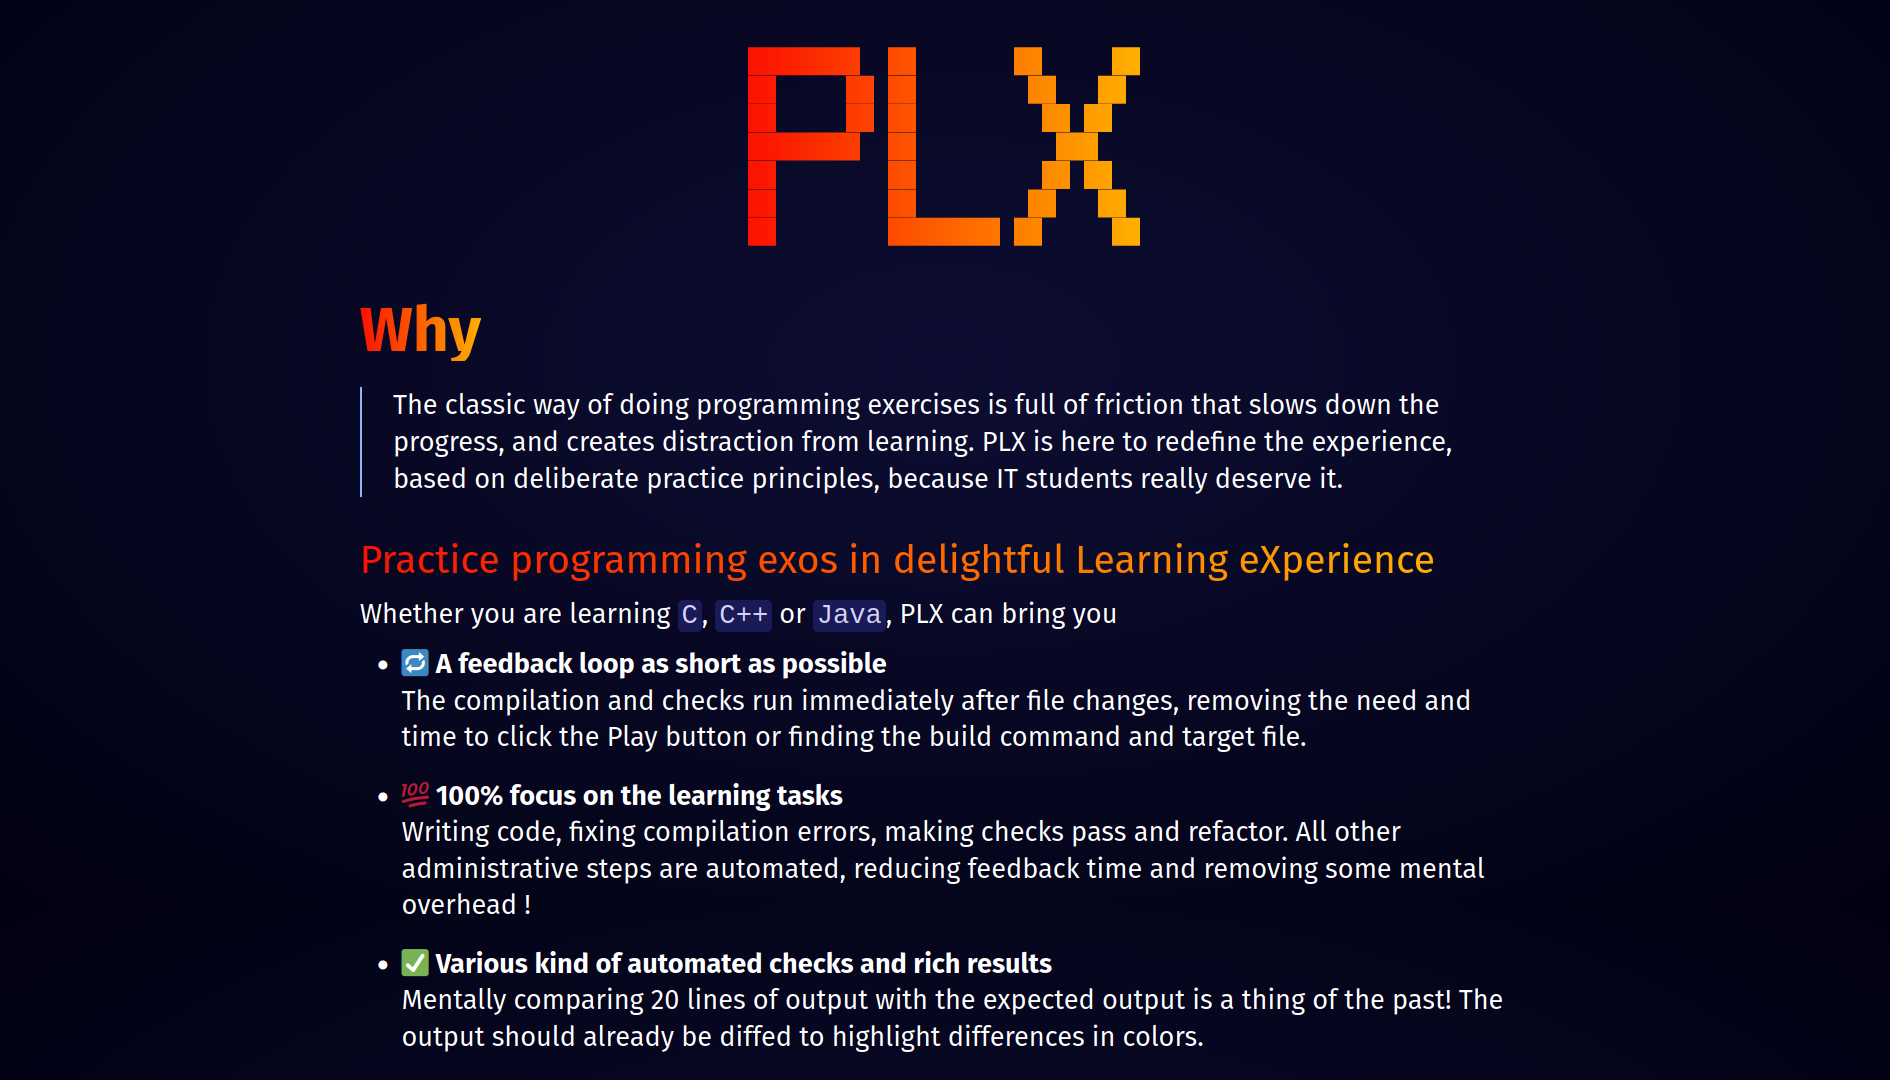 PLX
Why
The classic way of doing programming exercises is full of friction that slows down the
progress, and creates distraction from learning. PLX is here to redefine the experience,
based on deliberate practice principles, because IT students really deserve it.
Practice programming exos in delightful Learning eXperience
Whether you are learning C, C++ or Java, PLX can bring you
• 🔁 A feedback loop as short as possible
The compilation and checks run immediately after file changes, removing the need and
time to click the Play button or finding the build command and target file.
• 💯 100% focus on the learning tasks
Writing code, fixing compilation errors, making checks pass and refactor. All other
administrative steps are automated, reducing feedback time and removing some mental
overhead !
• ✅ Various kind of automated checks and rich results
Mentally comparing 20 lines of output with the expected output is a thing of the past! The
output should already be diffed to highlight differences in colors.